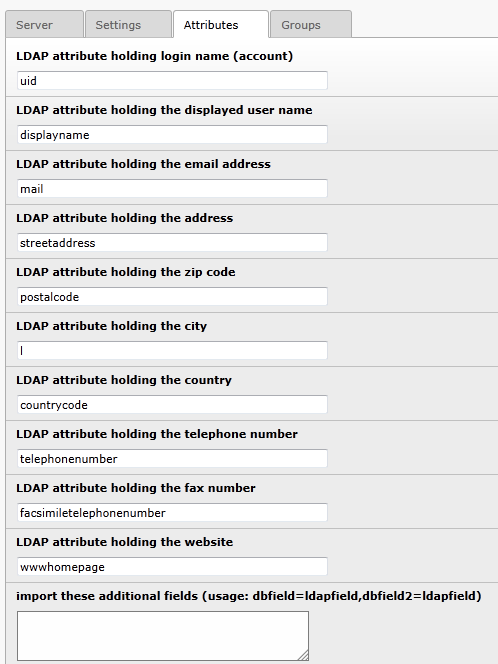 Server Settings Attributes Groups
LDAP attribute holding login name (account)
uid
LDAP attribute holding the displayed user name
displayname
LDAP attribute holding the email address
mail
LDAP attribute holding the address
streetaddress
LDAP attribute holding the zip code
postalcode
LDAP attribute holding the city
l
LDAP attribute holding the country
countrycode
LDAP attribute holding the telephone number
telephonenumber
LDAP attribute holding the fax number
facsimiletelephonenumber
LDAP attribute holding the website
wwwhomepage
import these additional fields (usage: dbfield=ldapfield,dbfield2=ldapfield)